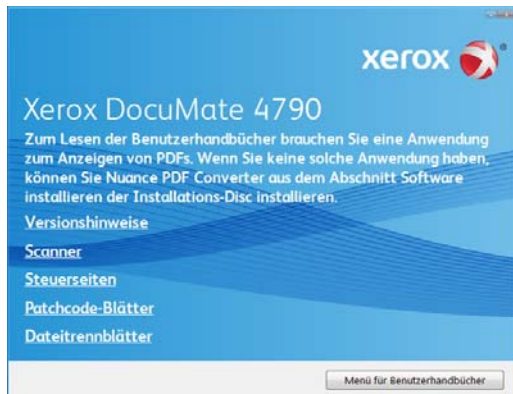 xerox
Xerox DocuMate 4790
Zum Lesen der Benutzerhandbücher brauchen Sie eine Anwendung
zum Anzeigen von PDFs. Wenn Sie keine solche Anwendung haben,
können Sie Nuance PDF Converter aus dem Abschnitt Software
installieren der Installations-Disc installieren.
Versionshinweise
Scanner
Steuerseiten
Patchcode-Blätter
Dateitrennblätter
Menü für Benutzerhandbücher